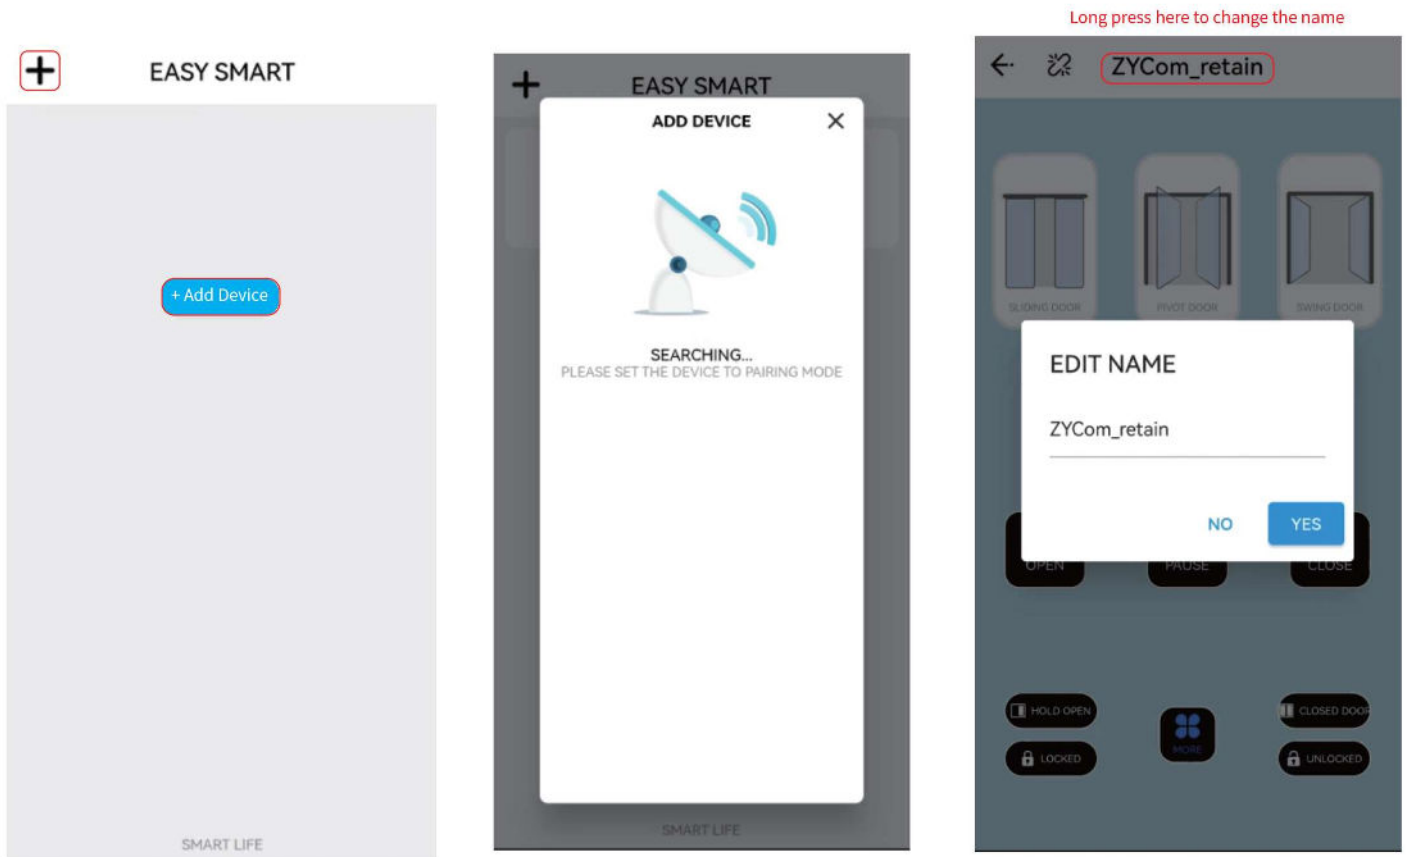 EASY SMART
+ Add Device
SMART LIFE
EASY SMART
ADD DEVICE
SEARCHING...
PLEASE SET THE DEVICE TO PAIRING MODE
SMART LIFE
Long press here to change the name
ZYCom_retain
SLIDING DOOR
PIVOT DOOR
SWING DOOR
EDIT NAME
ZYCom_retain
NO
YES
OPEN
PAUSE
CLOSE
HOLD OPEN
CLOSED DOOR
MORE
LOCKED
UNLOCKED